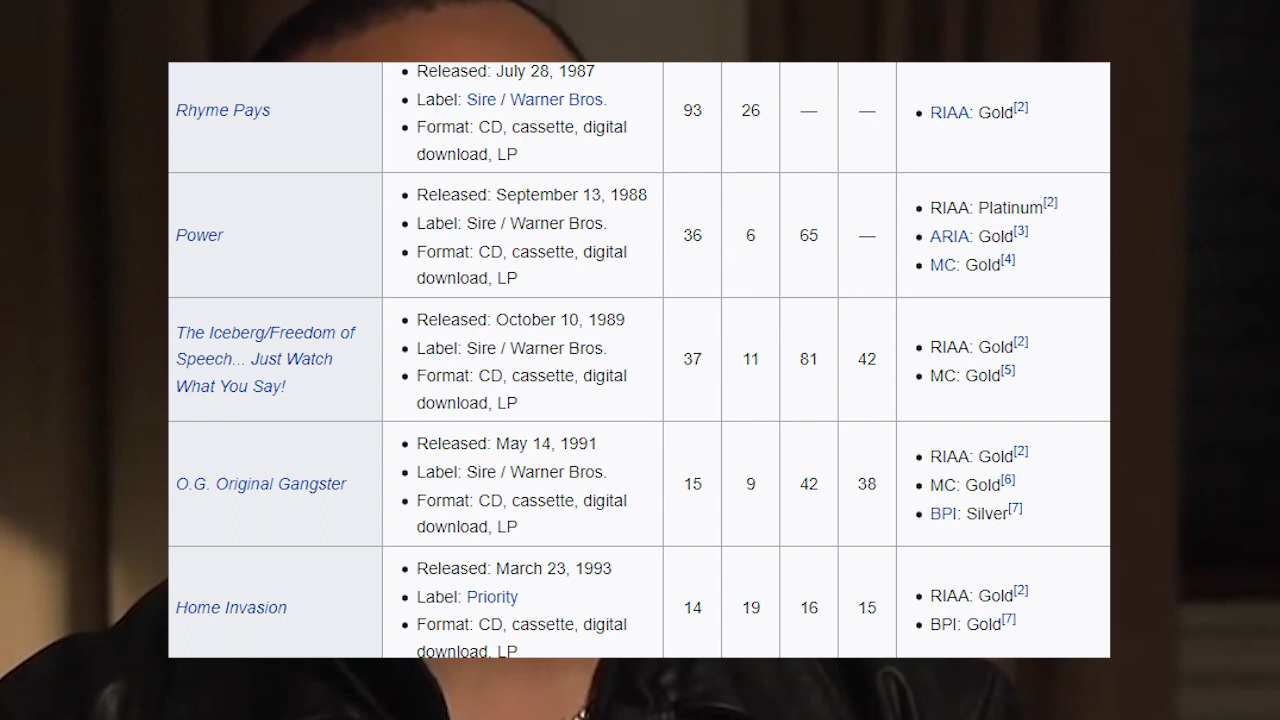 Rhyme Pays
Released: July 28, 1987
Label: Sire / Warner Bros.
Format: CD, cassette, digital
download, LP
93
26
—
—
RIAA: Gold[2]
Power
Released: September 13, 1988
Label: Sire / Warner Bros.
Format: CD, cassette, digital
download, LP
36
6
65
—
RIAA: Platinum[2]
ARIA: Gold[3]
MC: Gold[4]
The Iceberg/Freedom of
Speech... Just Watch
What You Say!
Released: October 10, 1989
Label: Sire / Warner Bros.
Format: CD, cassette, digital
download, LP
37
11
81
42
RIAA: Gold[2]
MC: Gold[5]
O.G. Original Gangster
Released: May 14, 1991
Label: Sire / Warner Bros.
Format: CD, cassette, digital
download, LP
15
9
42
38
RIAA: Gold[2]
MC: Gold[6]
BPI: Silver[7]
Home Invasion
Released: March 23, 1993
Label: Priority
Format: CD, cassette, digital
download, LP
14
19
16
15
RIAA: Gold[2]
BPI: Gold[7]